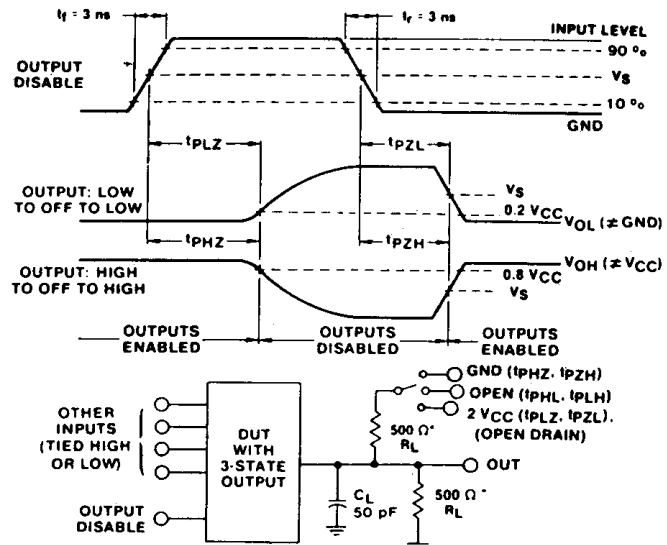 tf = 3 ns
tr = 3 ns
INPUT LEVEL
90 %
OUTPUT
DISABLE
VS
10 %
GND
tPLZ
tPZL
OUTPUT: LOW
TO OFF TO LOW
VS
0.2 VCC
VOL (≠GND)
tPHZ
tPZH
OUTPUT: HIGH
TO OFF TO HIGH
VOH (≠VCC)
0.8 VCC
VS
OUTPUTS
ENABLED
OUTPUTS
DISABLED
OUTPUTS
ENABLED
GND (tPHZ, tPZH)
OPEN (tPHL, tPLH)
2 VCC (tPLZ, tPZL),
(OPEN DRAIN)
OTHER
INPUTS
(TIED HIGH
OR LOW)
DUT
WITH
3-STATE
OUTPUT
500 Ω*
RL
OUT
OUTPUT
DISABLE
CL
50 pF
500 Ω*
RL